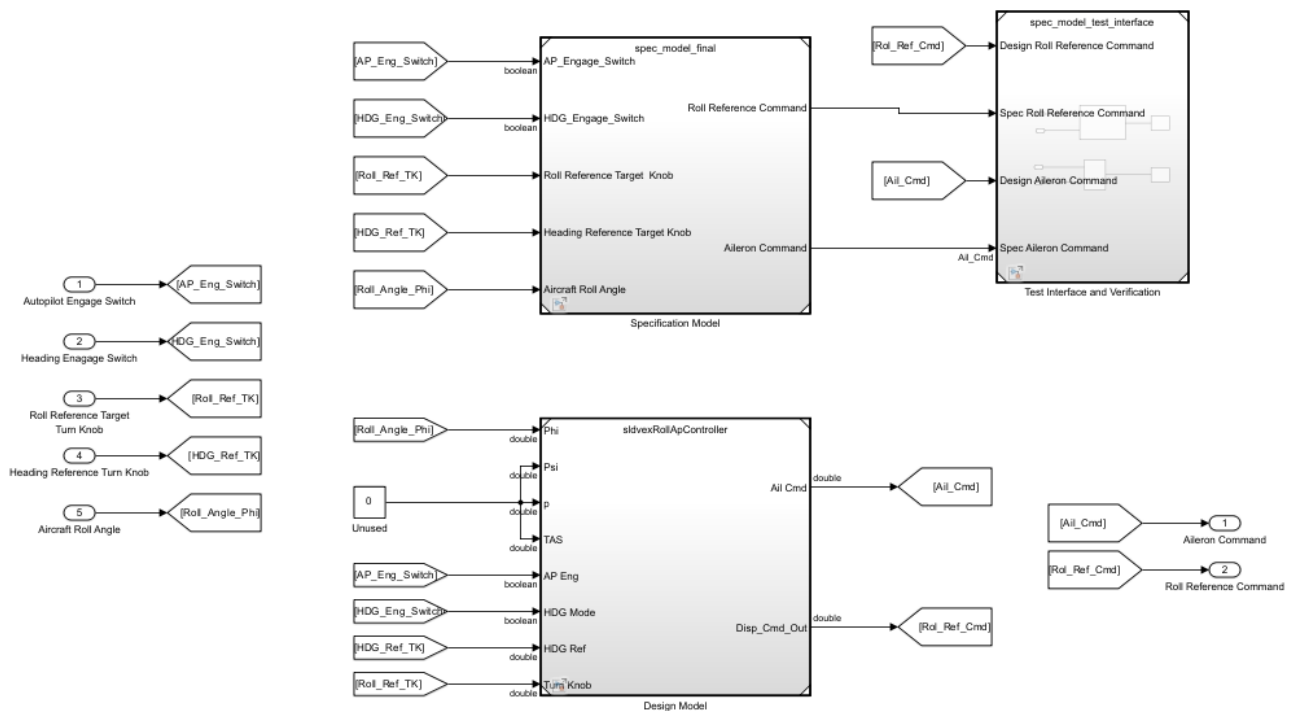 1
Autopilot Engage Switch
[AP_Eng_Switch]
2
Heading Enagage Switch
HDG_Eng_Switch]
3
Roll Reference Target
Turn Knob
[Roll_Ref_TK]
4
Heading Reference Turn Knob
[HDG_Ref_TK]
5
Aircraft Roll Angle
[Roll_Angle_Phi]
[AP_Eng_Switch]
boolean
[HDG_Eng_Switch
boolean
[Roll_Ref_TK]
[HDG_Ref_TK]
[Roll_Angle_Phi]
spec_model_final
AP_Engage_Switch
HDG_Engage_Switch
Roll Reference Target Knob
Heading Reference Target Knob
Aircraft Roll Angle
Roll Reference Command
Aileron Command
Specification Model
[Rol_Ref_Cmd]
[Ail_Cmd]
Ail_Cmd
spec_model_test_interface
Design Roll Reference Command
Spec Roll Reference Command
Design Aileron Command
Spec Aileron Command
Test Interface and Verification
[Roll_Angle_Phi]
double
0
Unused
double
double
double
[AP_Eng_Switch]
boolean
[HDG_Eng_Switch
boolean
[HDG_Ref_TK]
double
[Roll_Ref_TK]
double
sldvexRollApController
Phi
Psi
p
TAS
AP Eng
HDG Mode
HDG Ref
Turn Knob
Ail Cmd
Disp_Cmd_Out
Design Model
double
[Ail_Cmd]
double
[Rol_Ref_Cmd]
[Ail_Cmd]
1
Aileron Command
[Rol_Ref_Cmd]
2
Roll Reference Command